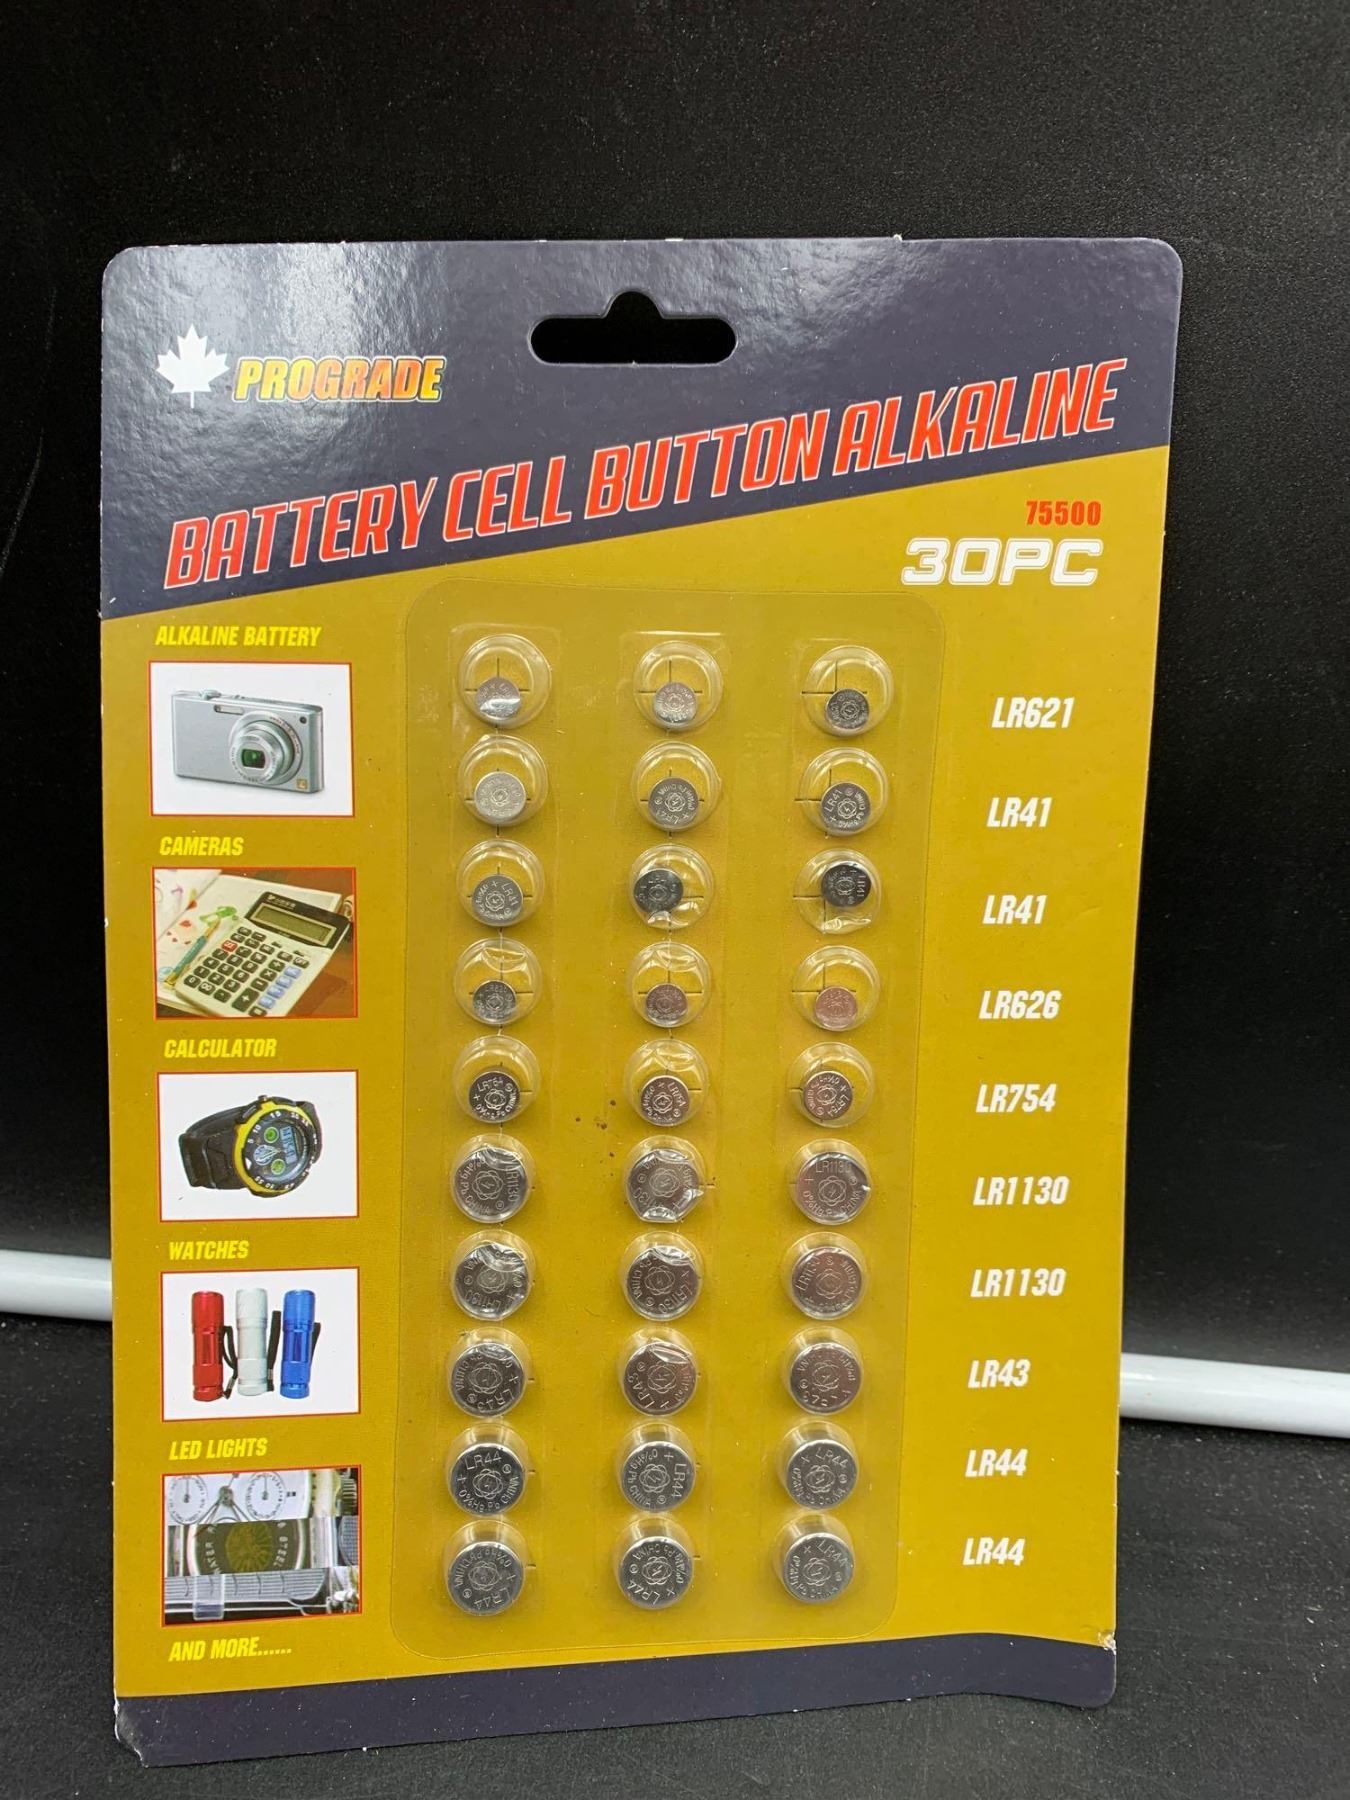 PROGRADE
BATTERY CELL BUTTON ALKALINE
75500
30PC
ALKALINE BATTERY
CAMERAS
CALCULATOR
WATCHES
LED LIGHTS
AND MORE......
LR621
LR41
LR41
LR626
LR754
LR1130
LR1130
LR43
LR44
LR44